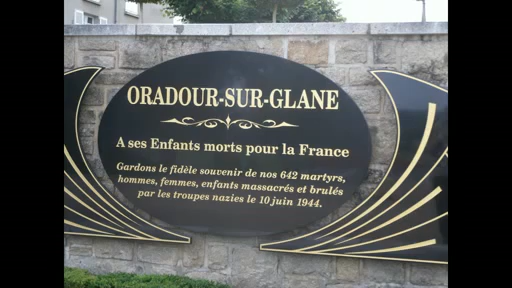 ORADOUR-SUR-GLANE
A ses Enfants morts pour la France
Gardons le fidèle souvenir de nos 642 martyrs,
hommes, femmes, enfants massacrés et brulés
par les troupes nazies le 10 juin 1944.